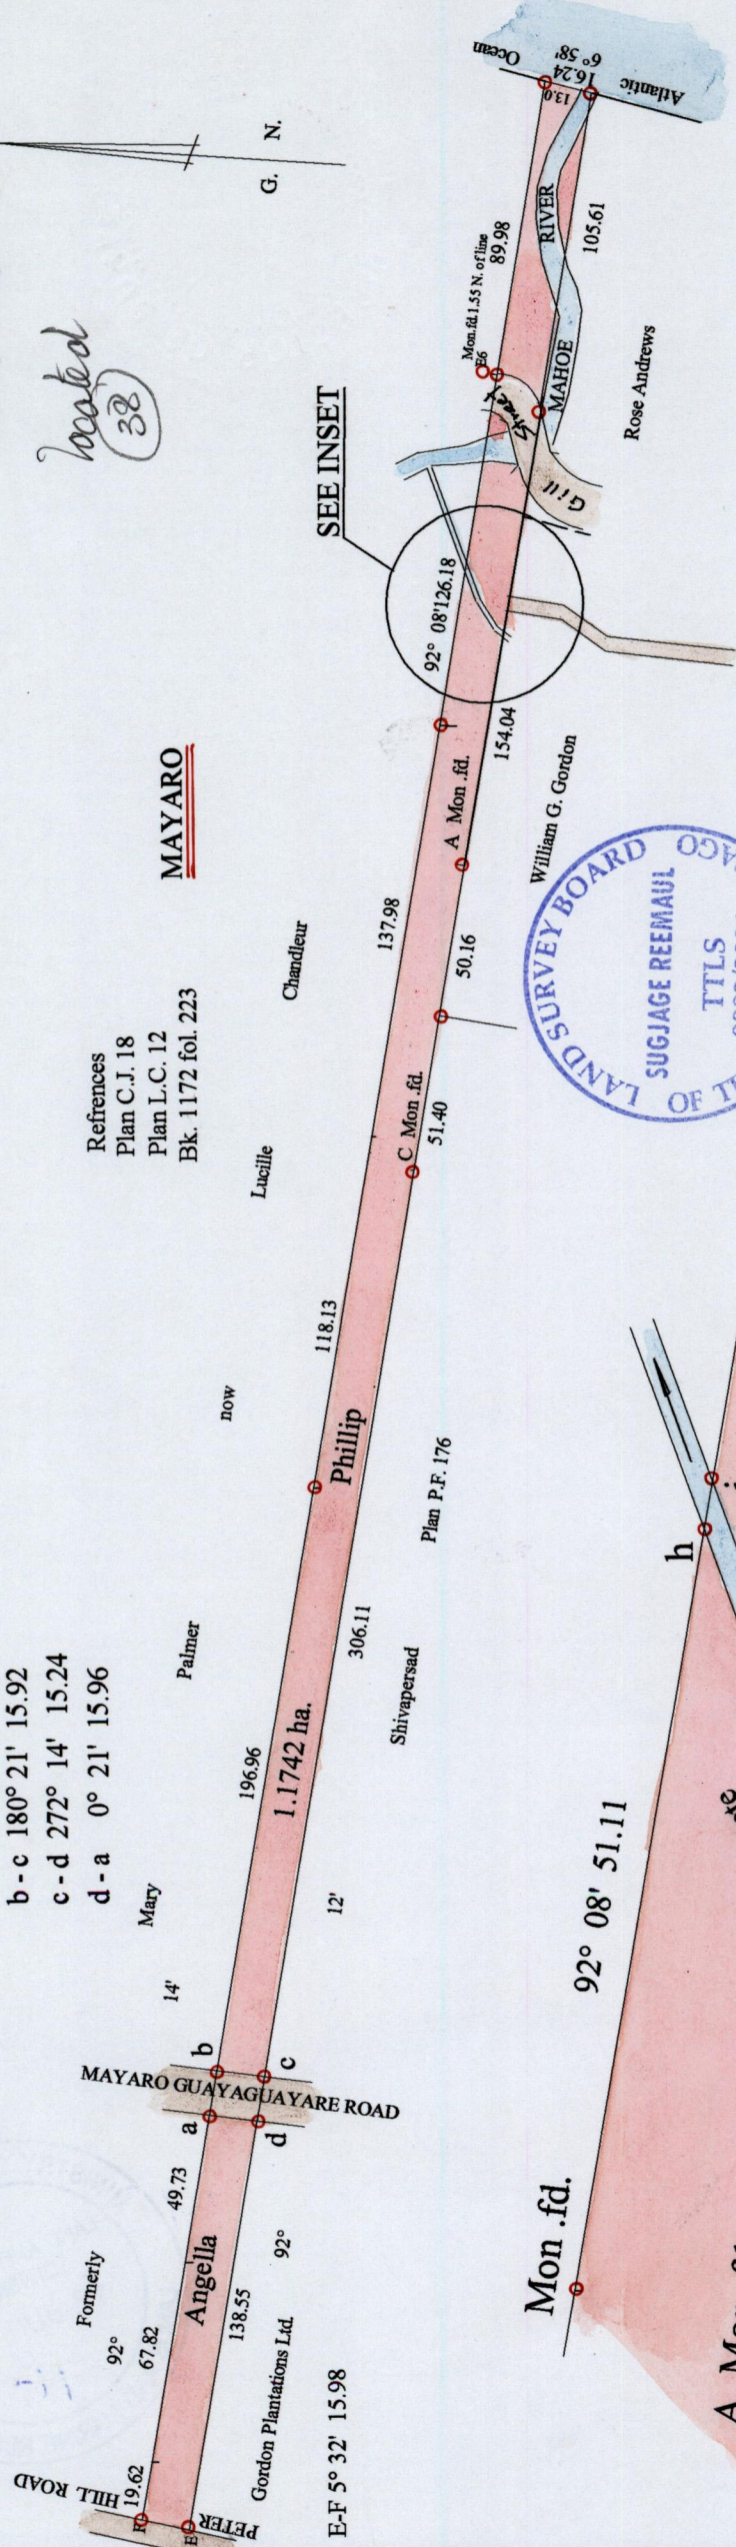 located
38
G. N.
b - c 180° 21' 15.92
c - d 272° 14' 15.24
d - a 0° 21' 15.96
Refrences
Plan C.J. 18
Plan L.C. 12
Bk. 1172 fol. 223
MAYARO
SEE INSET
Formerly
Mary
Palmer
now
Lucille
Chandleur
92°
14'
PETER HILL ROAD
F
E
19.62
67.82
49.73
Angella
138.55
92°
Gordon Plantations Ltd.
E-F 5° 32' 15.98
MAYARO GUAYAGUAYARE ROAD
a
b
c
d
196.96
1.1742 ha.
306.11
12'
Shivapersad
Plan P.F. 176
118.13
Phillip
137.98
C Mon .fd.
51.40
50.16
A Mon .fd.
154.04
William G. Gordon
92° 08' 126.18
Gill Street
E6
Mon.fd.1.55 N. of line
89.98
MAHOE RIVER
105.61
Rose Andrews
13.0
16.24
6° 58'
Atlantic Ocean
LAND SURVEY BOARD
OF
SUGJAGE REEMAUL
TTLS
Mon .fd.
92° 08' 51.11
h